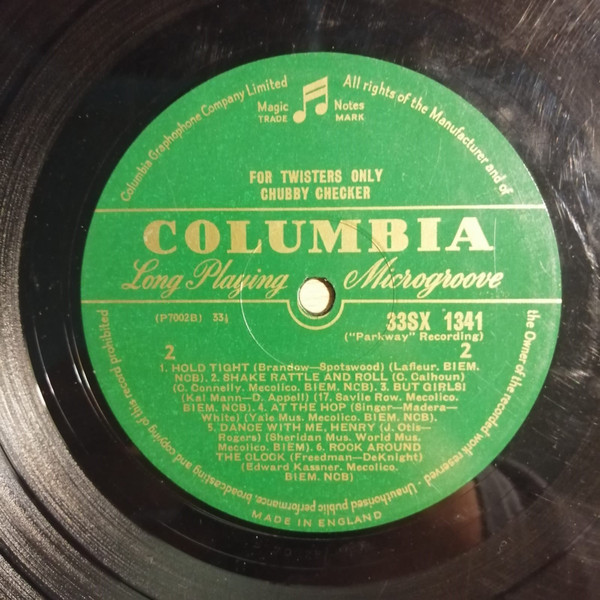 Columbia Graphophone Company Limited
All rights of the Manufacturer and of
the Owner of the recorded work reserved · Unauthorised public performance, broadcasting and copying of this record prohibited
Magic Notes
TRADE MARK
FOR TWISTERS ONLY
CHUBBY CHECKER
COLUMBIA
Long Playing Microgroove
(P7002B) 33⅓
33SX 1341
("Parkway" Recording)
2 2
1. HOLD TIGHT (Brandow—Spotswood) (Lafleur. BIEM.
NCB). 2. SHAKE RATTLE AND ROLL (C. Calhoun)
(G. Connelly. Mecolico. BIEM. NCB). 3. BUT GIRLS!
(Kal Mann—D. Appell) (17, Savile Row. Mecolico.
BIEM. NCB). 4. AT THE HOP (Singer—Madera—
White) (Yale Mus. Mecolico. BIEM. NCB).
5. DANCE WITH ME, HENRY (J. Otis—
Rogers) (Sheridan Mus. World Mus.
Mecolico. BIEM). 6. ROCK AROUND
THE CLOCK (Freedman—DeKnight)
(Edward Kassner. Mecolico.
BIEM. NCB)
MADE IN ENGLAND